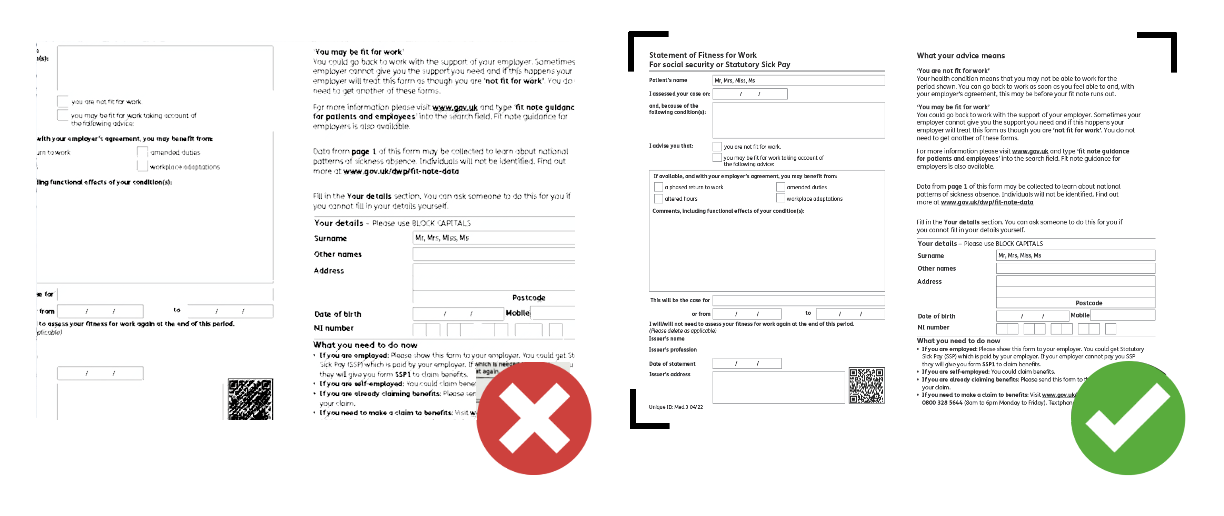 e
o(s):
you are not fit for work.
you may be fit for work taking account of
the following advice:
with your employer's agreement, you may benefit from:
rn to work
amended duties
workplace adaptations
ding functional effects of your condition(s):
se for
from
/ /
to
/ /
to assess your fitness for work again at the end of this period.
plicable)
/ /
'You may be fit for work'
You could go back to work with the support of your employer. Sometimes
employer cannot give you the support you need and if this happens your
employer will treat this form as though you are 'not fit for work'. You do
need to get another of these forms.
For more information please visit www.gov.uk and type 'fit note guidanc
for patients and employees' into the search field. Fit note guidance for
employers is also available.
Data from page 1 of this form may be collected to learn about national
patterns of sickness absence. Individuals will not be identified. Find out
more at www.gov.uk/dwp/fit-note-data
Fill in the Your details section. You can ask someone to do this for you if
you cannot fill in your details yourself.
Your details – Please use BLOCK CAPITALS
Surname
Mr, Mrs, Miss, Ms
Other names
Address
Postcode
Date of birth
/ /
Mobile
NI number
What you need to do now
• If you are employed: Please show this form to your employer. You could get St
Sick Pay (SSP) which is paid by your employer. If
which is neede
they will give you form SSP1 to claim benefits.
at again.
• If you are self-employed: You could claim bene
• If you are already claiming benefits: Please sen
your claim.
• If you need to make a claim to benefits: Visit w
Statement of Fitness for Work
For social security or Statutory Sick Pay
Patient's name
Mr, Mrs, Miss, Ms
I assessed your case on:
/ /
and, because of the
following condition(s):
I advise you that:
you are not fit for work.
you may be fit for work taking account of
the following advice:
If available, and with your employer's agreement, you may benefit from:
a phased return to work
amended duties
altered hours
workplace adaptations
Comments, including functional effects of your condition(s):
This will be the case for
or from
/ /
to
/ /
I will/will not need to assess your fitness for work again at the end of this period.
(Please delete as applicable)
Issuer's name
Issuer's profession
Date of statement
/ /
Issuer's address
Unique ID: Med 3 04/22
What your advice means
'You are not fit for work'
Your health condition means that you may not be able to work for the
period shown. You can go back to work as soon as you feel able to and, with
your employer's agreement, this may be before your fit note runs out.
'You may be fit for work'
You could go back to work with the support of your employer. Sometimes your
employer cannot give you the support you need and if this happens your
employer will treat this form as though you are 'not fit for work'. You do not
need to get another of these forms.
For more information please visit www.gov.uk and type 'fit note guidance
for patients and employees' into the search field. Fit note guidance for
employers is also available.
Data from page 1 of this form may be collected to learn about national
patterns of sickness absence. Individuals will not be identified. Find out
more at www.gov.uk/dwp/fit-note-data
Fill in the Your details section. You can ask someone to do this for you if
you cannot fill in your details yourself.
Your details – Please use BLOCK CAPITALS
Surname
Mr, Mrs, Miss, Ms
Other names
Address
Postcode
Date of birth
/ /
Mobile
NI number
What you need to do now
• If you are employed: Please show this form to your employer. You could get Statutory
Sick Pay (SSP) which is paid by your employer. If your employer cannot pay you SSP
they will give you form SSP1 to claim benefits.
• If you are self-employed: You could claim benefits.
• If you are already claiming benefits: Please send this form to th
your claim.
• If you need to make a claim to benefits: Visit www.gov.uk
0800 328 5644 (8am to 6pm Monday to Friday). Textphon